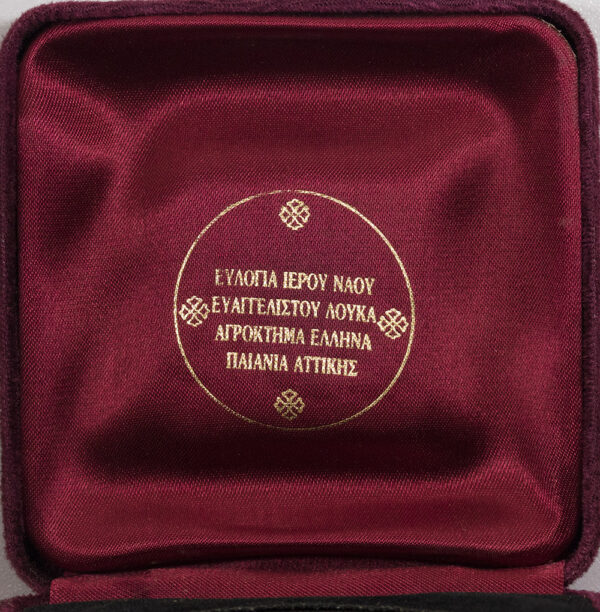 ΕΥΛΟΓΙΑ ΙΕΡΟΥ ΝΑΟΥ
ΕΥΑΓΓΕΛΙΣΤΟΥ ΛΟΥΚΑ
ΑΓΡΟΚΤΗΜΑ ΕΛΛΗΝΑ
ΠΑΙΑΝΙΑ ΑΤΤΙΚΗΣ